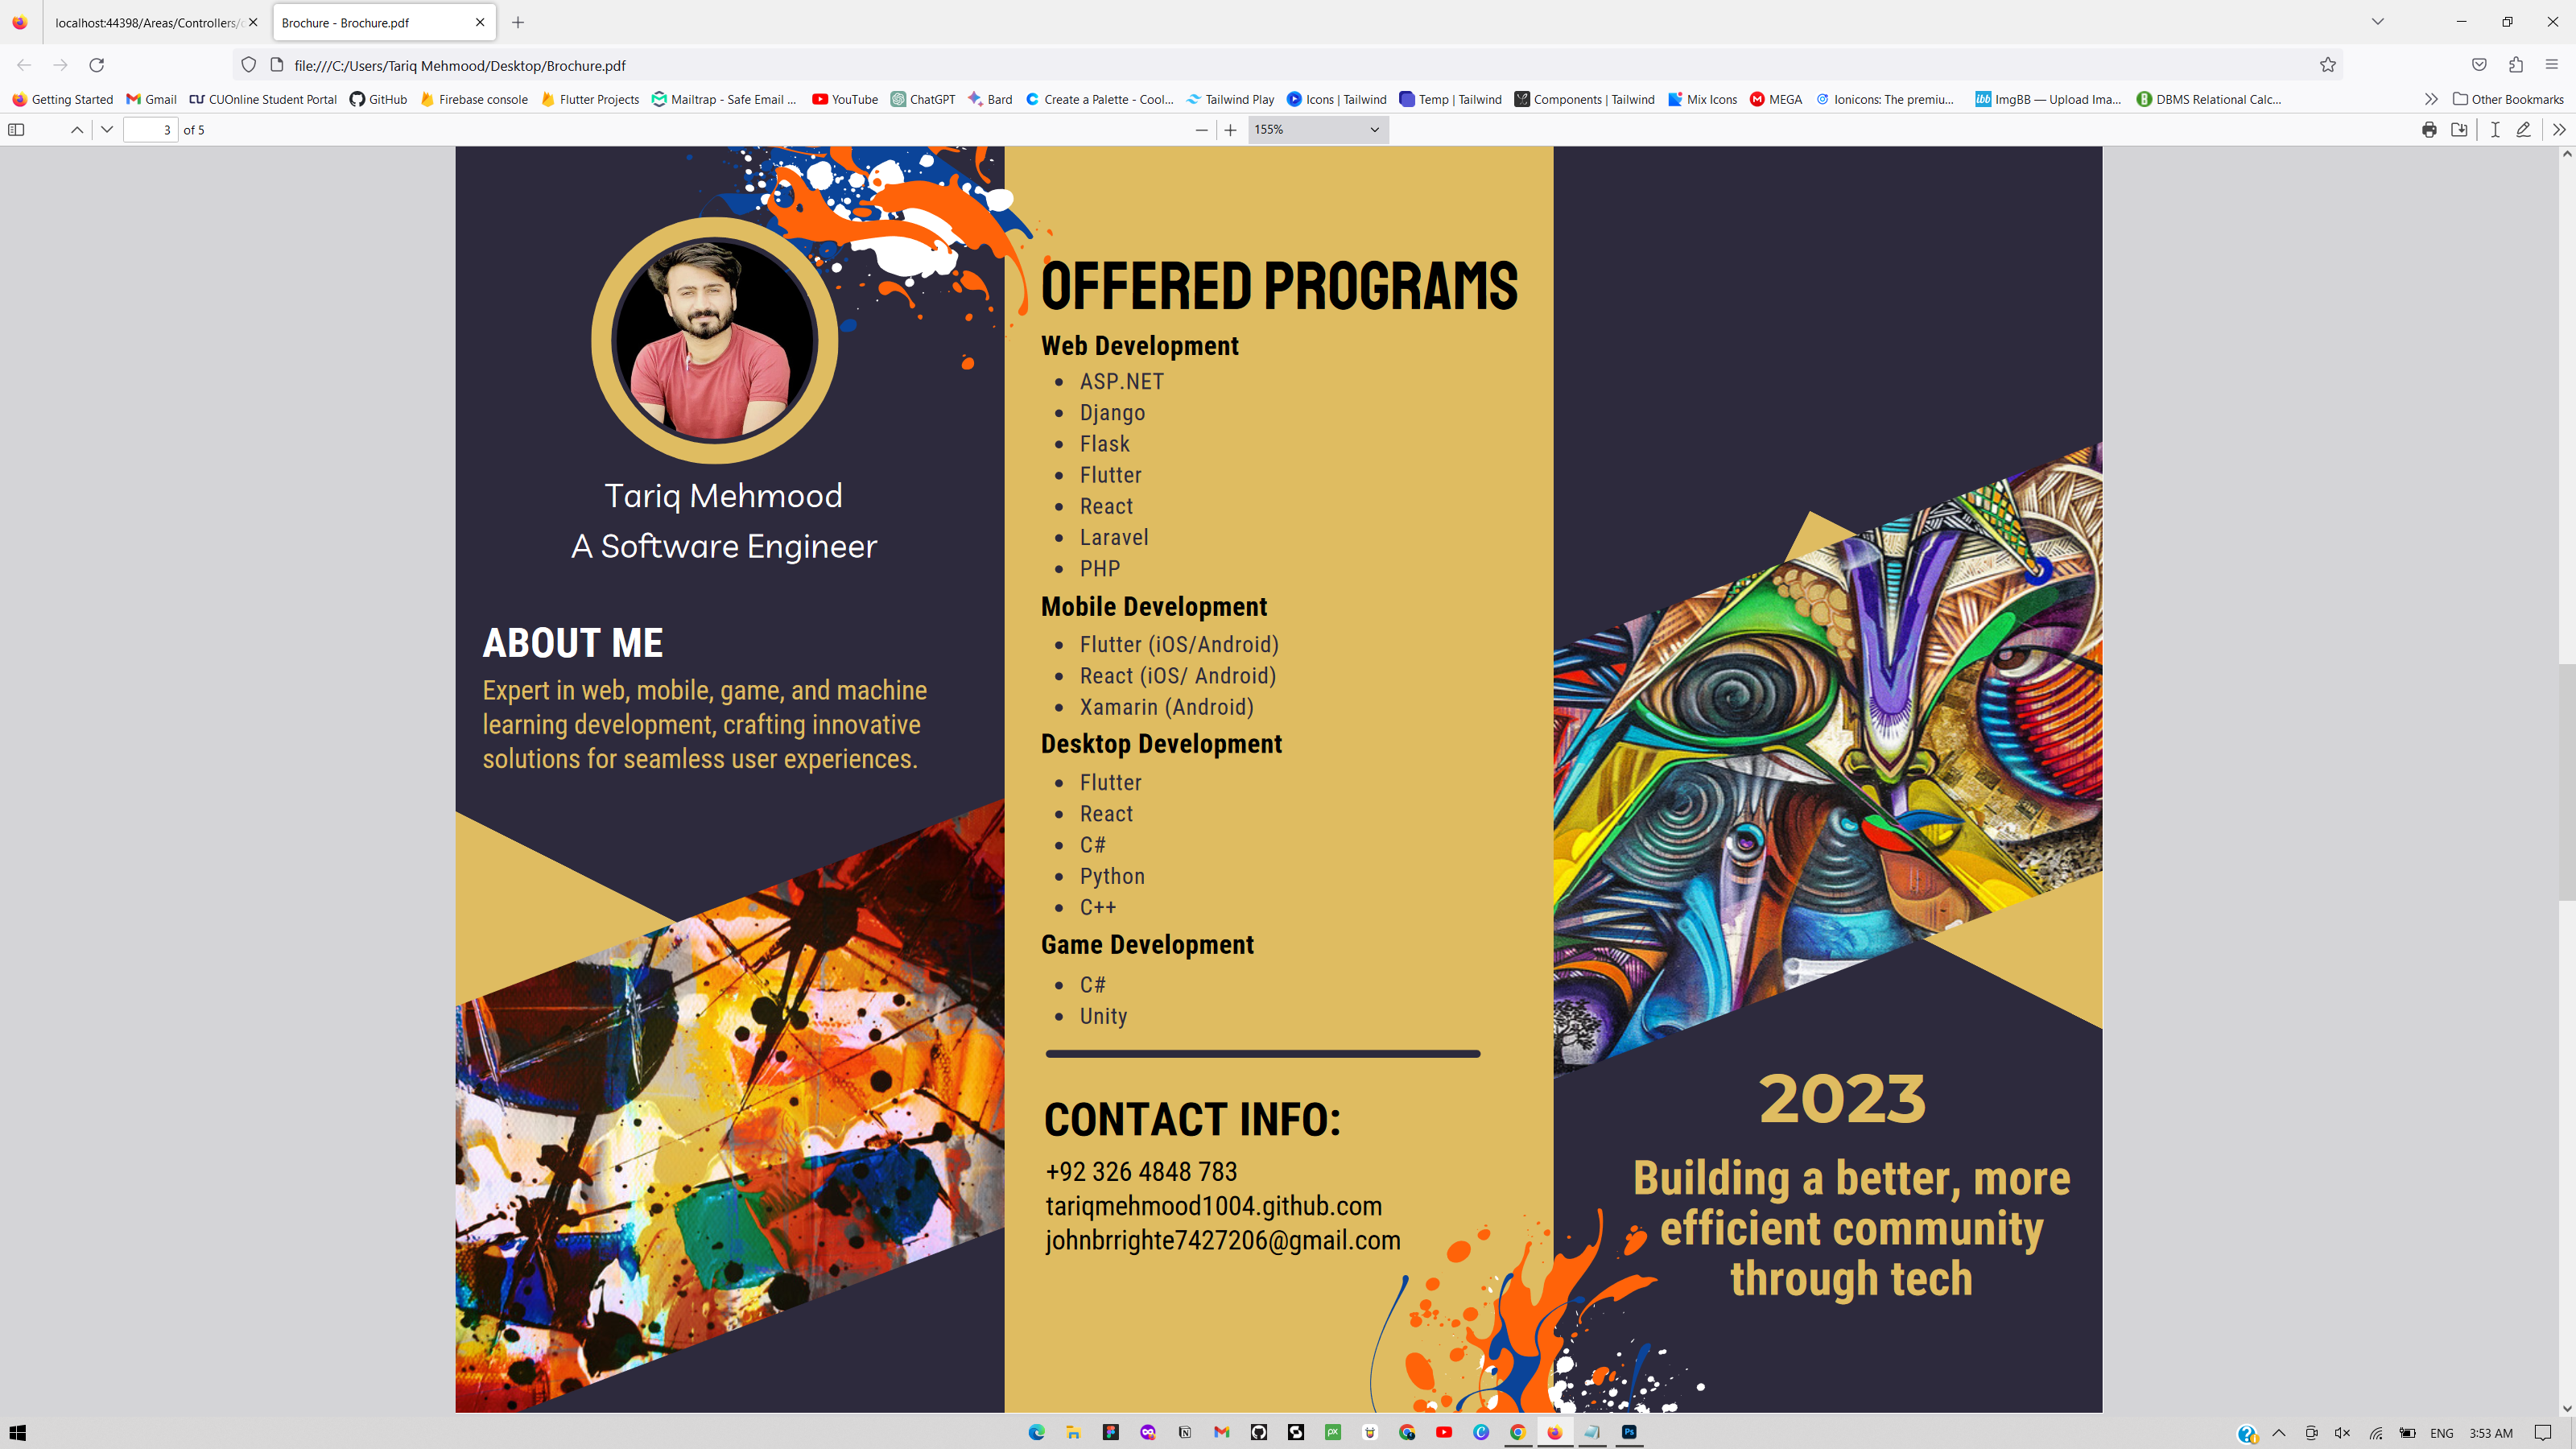 localhost:44398/Areas/Controllers/
Brochure - Brochure.pdf
file:///C:/Users/Tariq Mehmood/Desktop/Brochure.pdf
Getting Started
Gmail
CU CUOnline Student Portal
GitHub
Firebase console
Flutter Projects
Mailtrap - Safe Email ...
YouTube
ChatGPT
Bard
Create a Palette - Cool...
Tailwind Play
Icons | Tailwind
Temp | Tailwind
Components | Tailwind
Mix Icons
MEGA
Ionicons: The premiu...
ibb ImgBB — Upload Ima...
DBMS Relational Calc...
Other Bookmarks
3 of 5
155%
Tariq Mehmood
A Software Engineer
ABOUT ME
Expert in web, mobile, game, and machine
learning development, crafting innovative
solutions for seamless user experiences.
OFFERED PROGRAMS
Web Development
• ASP.NET
• Django
• Flask
• Flutter
• React
• Laravel
• PHP
Mobile Development
• Flutter (iOS/Android)
• React (iOS/ Android)
• Xamarin (Android)
Desktop Development
• Flutter
• React
• C#
• Python
• C++
Game Development
• C#
• Unity
CONTACT INFO:
+92 326 4848 783
tariqmehmood1004.github.com
johnbrrighte7427206@gmail.com
2023
Building a better, more
efficient community
through tech
ENG
3:53 AM